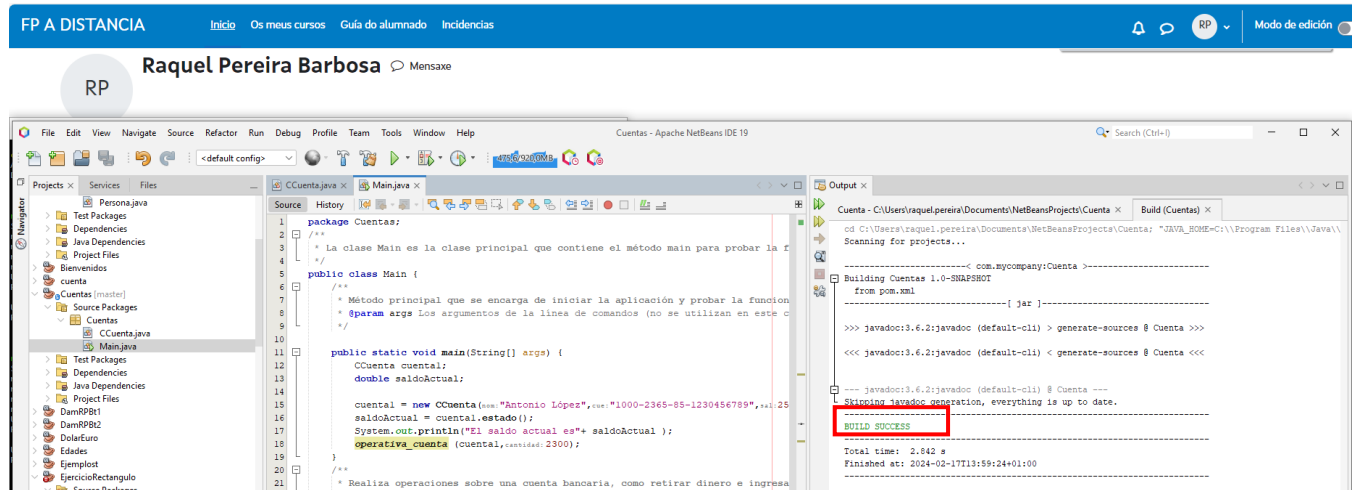 FP A DISTANCIA Inicio Os meus cursos Guía do alumnado Incidencias RP Modo de edición
RP Raquel Pereira Barbosa Mensaxe
File Edit View Navigate Source Refactor Run Debug Profile Team Tools Window Help Cuentas - Apache NetBeans IDE 19 Search (Ctrl+I)
<default config> 475,6/920,0MB
Projects Services Files
Navigator
Persona.java
Test Packages
Dependencies
Java Dependencies
Project Files
Bienvenidos
cuenta
Cuentas [master]
Source Packages
Cuentas
CCuenta.java
Main.java
Test Packages
Dependencies
Java Dependencies
Project Files
DamRPBt1
DamRPBt2
DolarEuro
Edades
Ejemplost
EjercicioRectangulo
CCuenta.java Main.java
Source History
1 package Cuentas;
2 /**
3 * La clase Main es la clase principal que contiene el método main para probar la f
4 */
5 public class Main {
6 /**
7 * Método principal que se encarga de iniciar la aplicación y probar la funcion
8 * @param args Los argumentos de la línea de comandos (no se utilizan en este c
9 */
10
11 public static void main(String[] args) {
12 CCuenta cuenta1;
13 double saldoActual;
14
15 cuenta1 = new CCuenta(nom:"Antonio López",cue:"1000-2365-85-1230456789",sal:25
16 saldoActual = cuenta1.estado();
17 System.out.println("El saldo actual es"+ saldoActual );
18 operativa_cuenta (cuenta1,cantidad:2300);
19 }
20 /**
21 * Realiza operaciones sobre una cuenta bancaria, como retirar dinero e ingresa
Output
Cuenta - C:\Users\raquel.pereira\Documents\NetBeansProjects\Cuenta Build (Cuentas)
cd C:\Users\raquel.pereira\Documents\NetBeansProjects\Cuenta; "JAVA_HOME=C:\\Program Files\\Java\\
Scanning for projects...
------------------------< com.mycompany:Cuenta >------------------------
Building Cuentas 1.0-SNAPSHOT
from pom.xml
--------------------------------[ jar ]---------------------------------
>>> javadoc:3.6.2:javadoc (default-cli) > generate-sources @ Cuenta >>>
<<< javadoc:3.6.2:javadoc (default-cli) < generate-sources @ Cuenta <<<
--- javadoc:3.6.2:javadoc (default-cli) @ Cuenta ---
Skipping javadoc generation, everything is up to date.
------------------------------------------------------------------------
BUILD SUCCESS
------------------------------------------------------------------------
Total time: 2.842 s
Finished at: 2024-02-17T13:59:24+01:00
------------------------------------------------------------------------